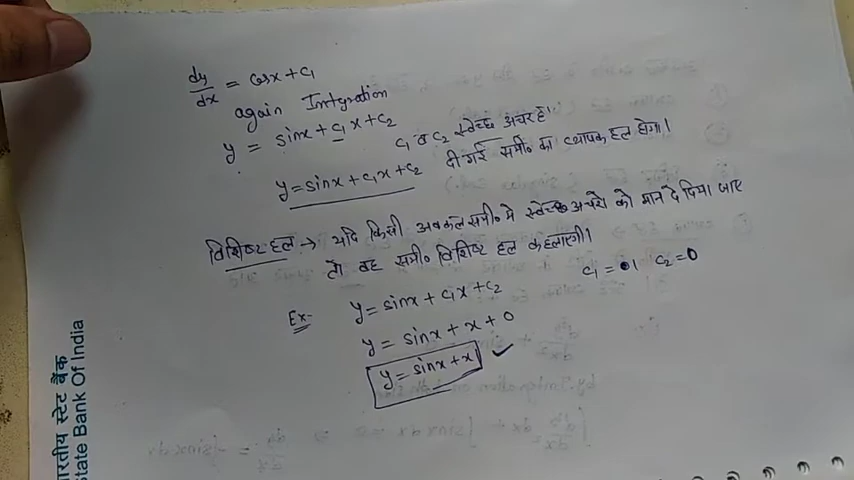 dy/dx = cosx + c₁
again Intgration
y = sinx + c₁x + c₂
c₁ व c₂ स्वेच्छ अचर है।
y = sinx + c₁x + c₂ दी गई समी० का व्यापक हल होगा।
विशिष्ट हल → यदि किसी अवकल समी० मे स्वेच्छ अचरो को मान दे दिया जाए
तो वह समी० विशिष्ट हल कहलाएगी।
Ex:- y = sinx + c₁x + c₂ c₁ = 1 c₂ = 0
y = sinx + x + 0
y = sinx + x ✓
भारतीय स्टेट बैंक
State Bank Of India